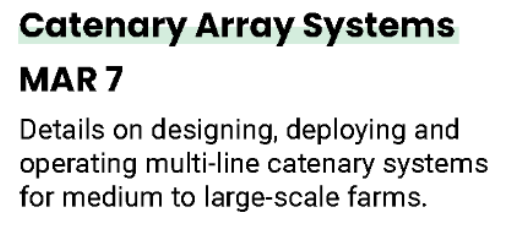 Catenary Array Systems
MAR 7
Details on designing, deploying and
operating multi-line catenary systems
for medium to large-scale farms.